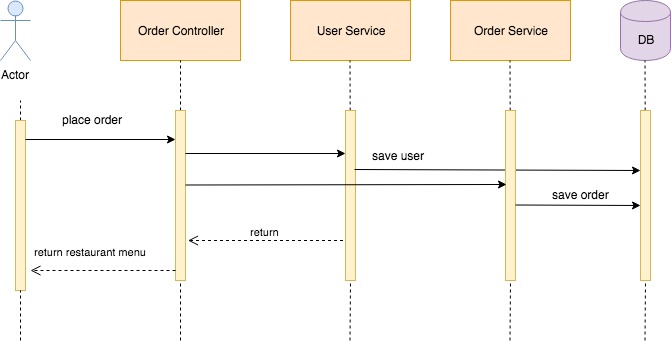 Order Controller
User Service
Order Service
DB
Actor
place order
save user
save order
return
return restaurant menu